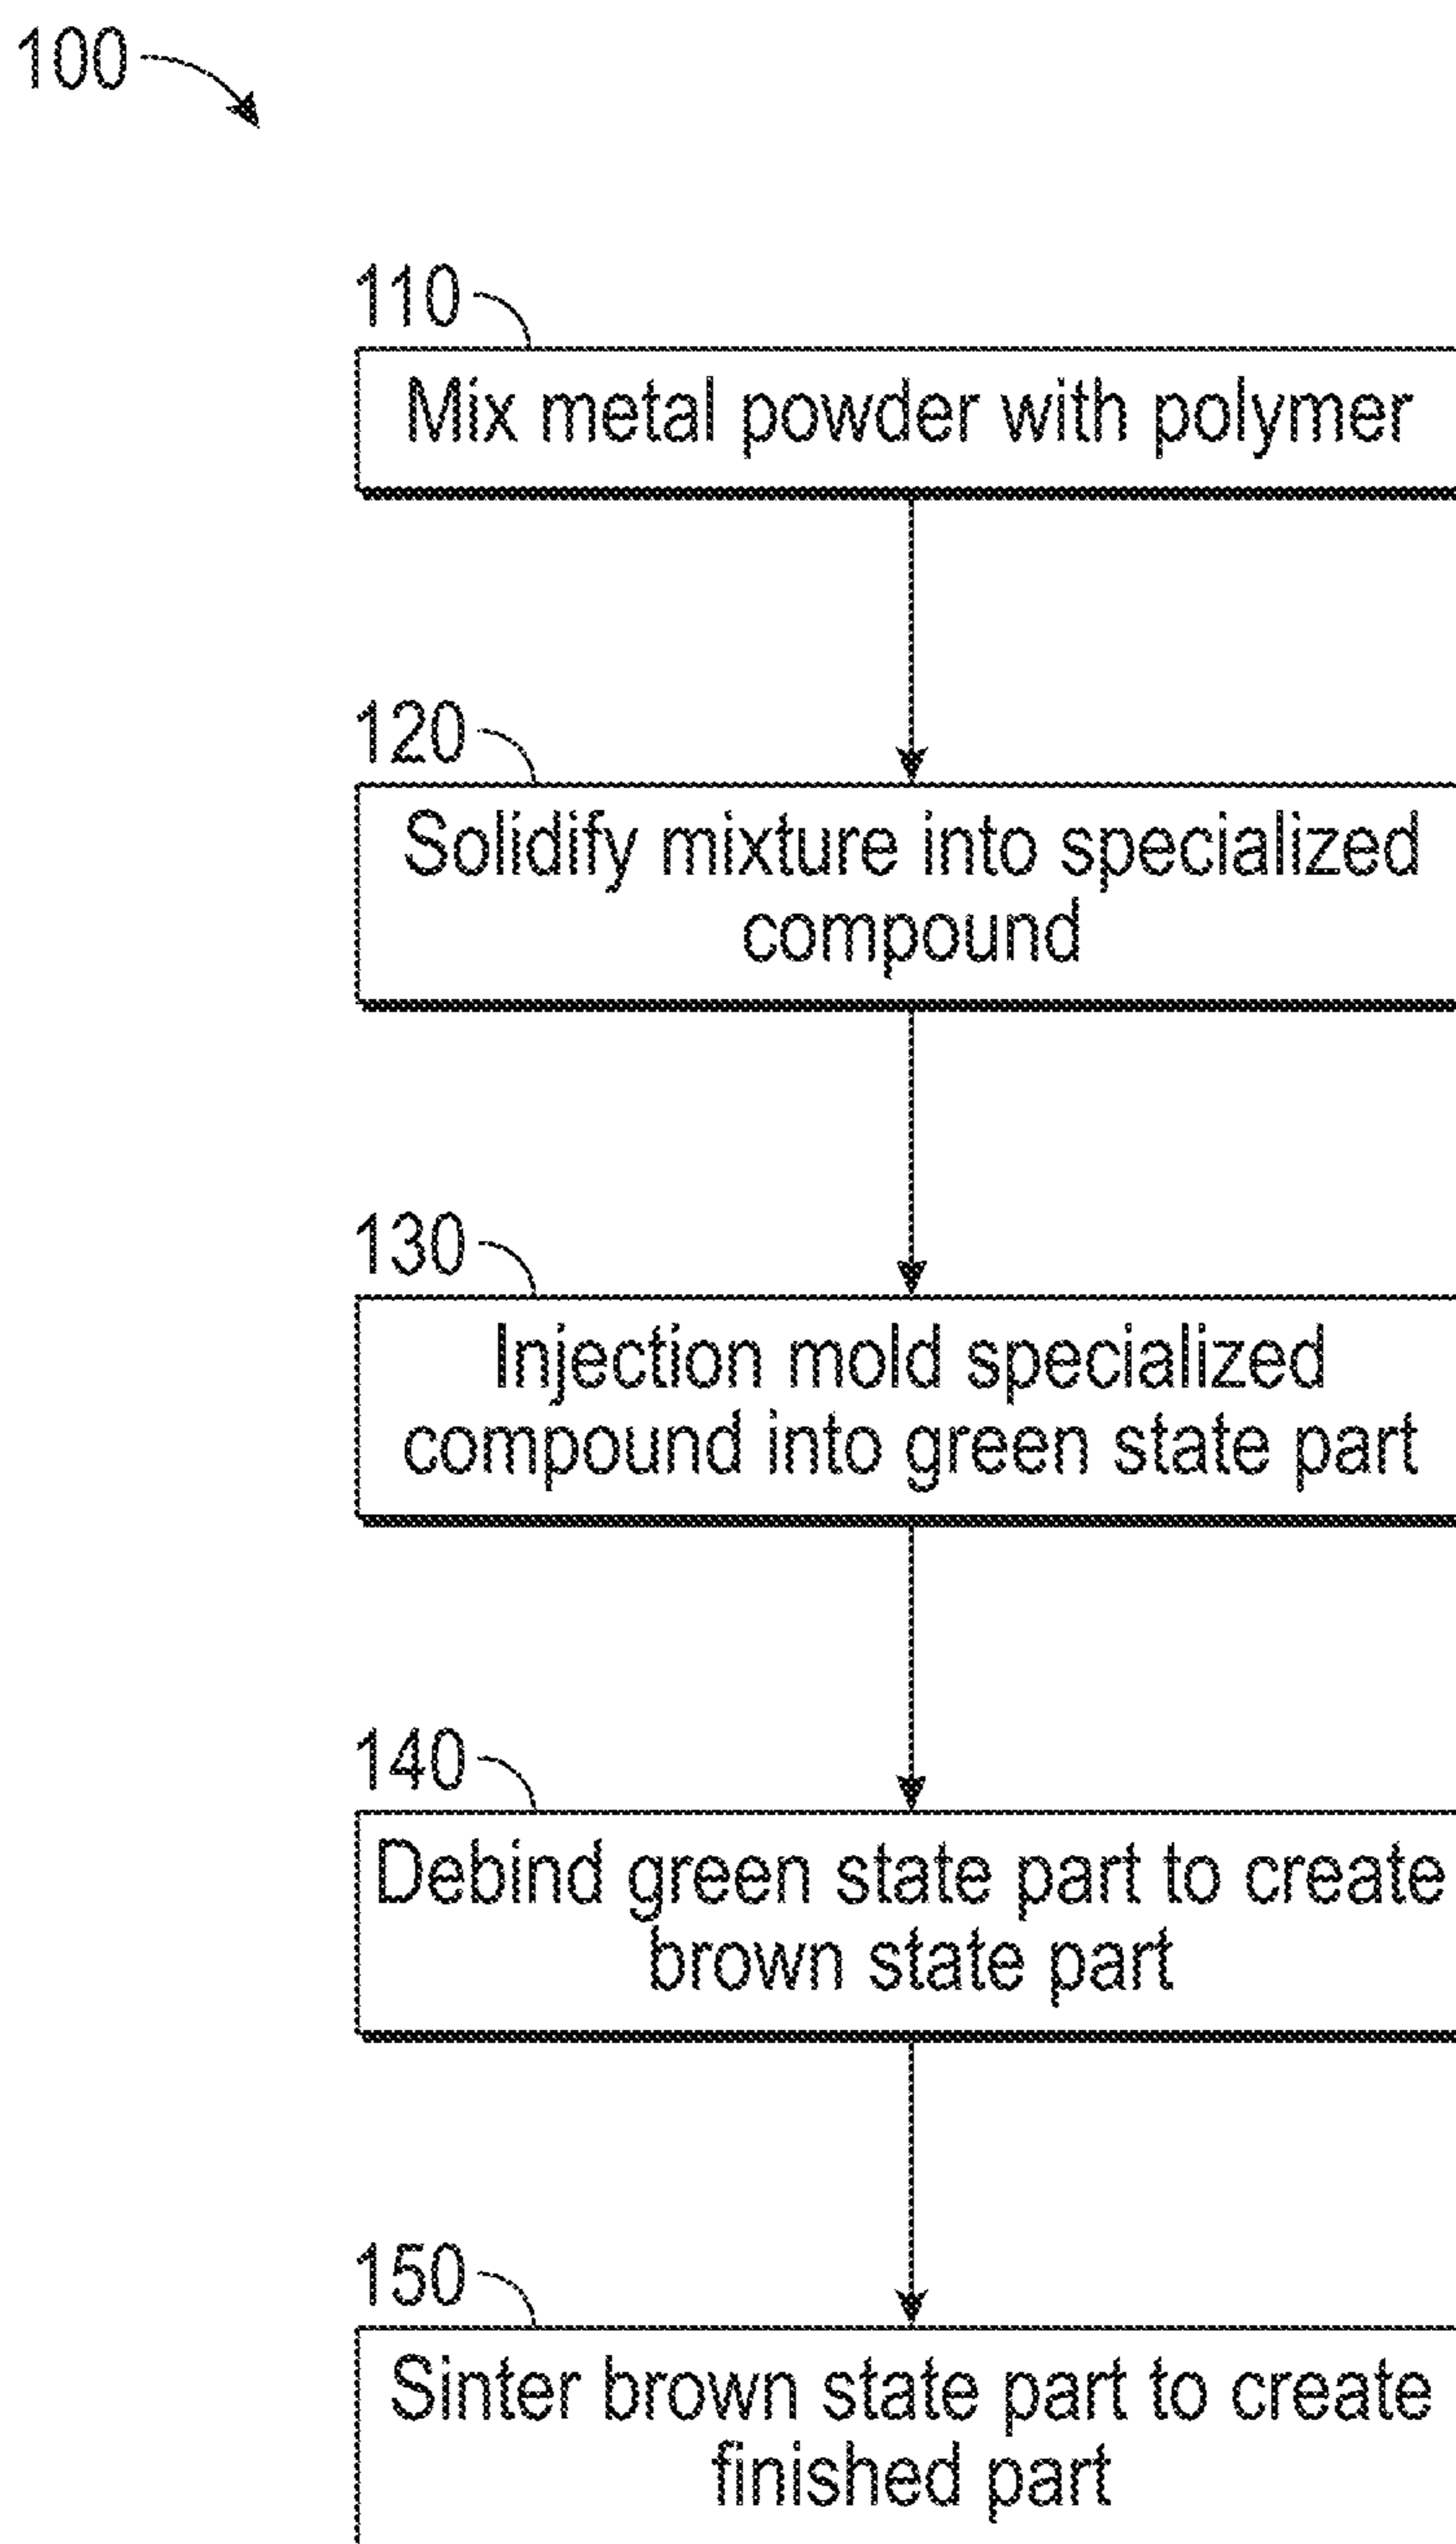 100
110
Mix metal powder with polymer
120
Solidify mixture into specialized
compound
130
Injection mold specialized
compound into green state part
140
Debind green state part to create
brown state part
150
Sinter brown state part to create
finished part